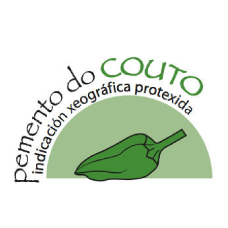 pemento do COUTO
indicación xeográfica protexida